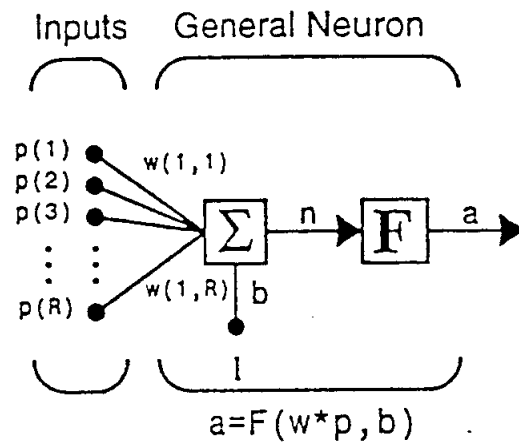 Inputs General Neuron
p(1)
w(1,1)
p(2)
p(3)
Σ n F a
w(1,R) b
p(R)
1
a=F(w*p,b)